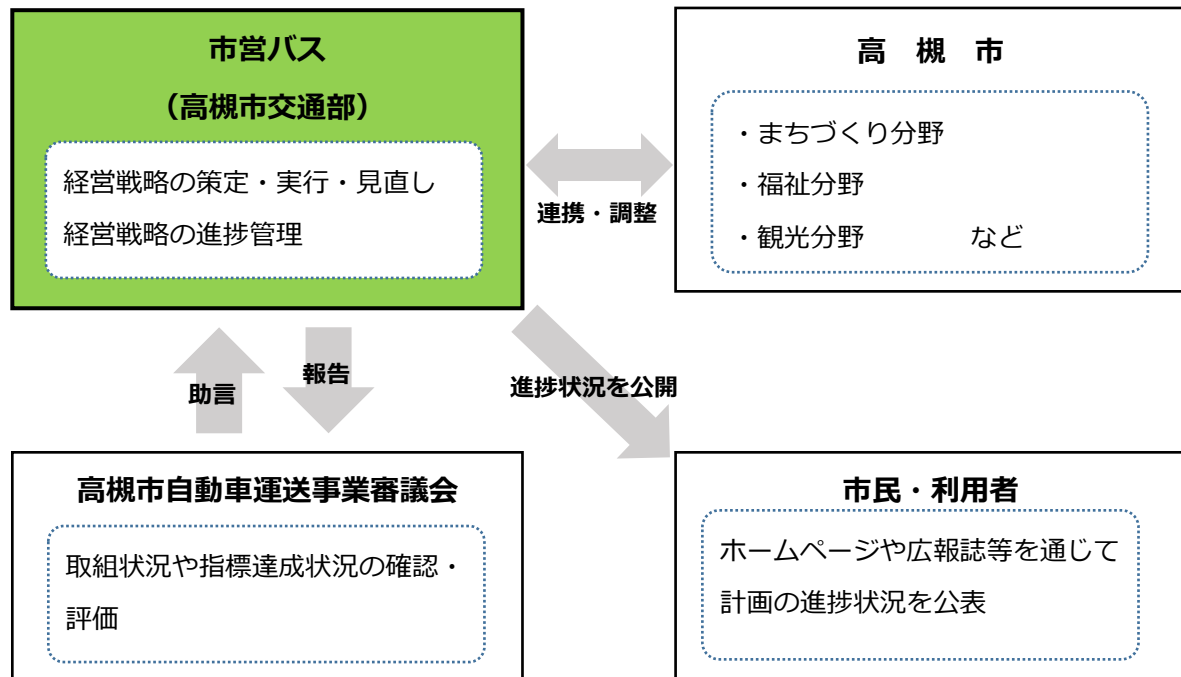 市営バス
（高槻市交通部）
経営戦略の策定・実行・見直し
経営戦略の進捗管理
連携・調整
高 槻 市
・まちづくり分野
・福祉分野
・観光分野 など
助言
報告
進捗状況を公開
高槻市自動車運送事業審議会
取組状況や指標達成状況の確認・
評価
市民・利用者
ホームページや広報誌等を通じて
計画の進捗状況を公表